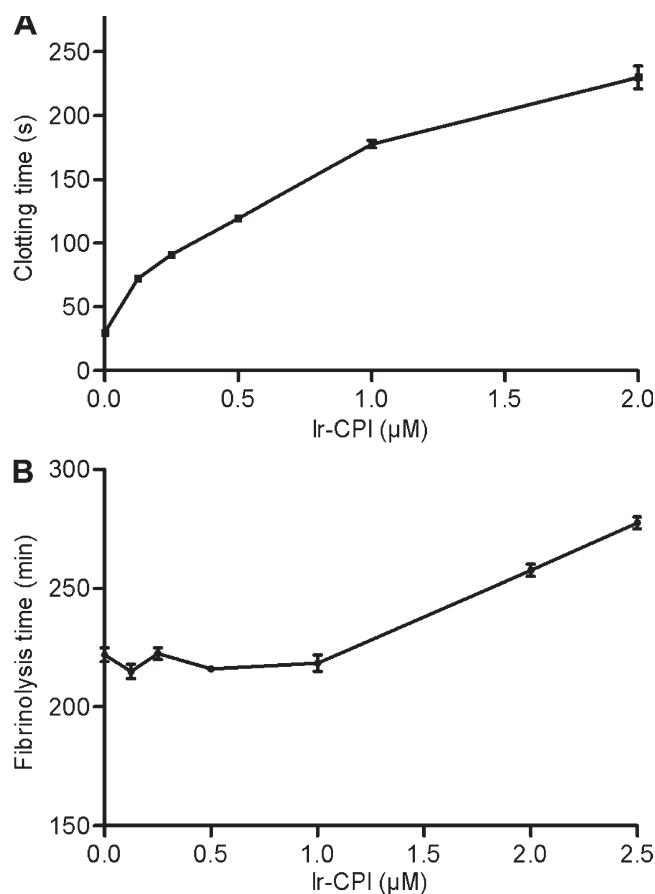 A
Clotting time (s)
250
200
150
100
50
0
0.0 0.5 1.0 1.5 2.0
Ir-CPI (µM)
B
Fibrinolysis time (min)
300
250
200
150
0.0 0.5 1.0 1.5 2.0 2.5
Ir-CPI (µM)